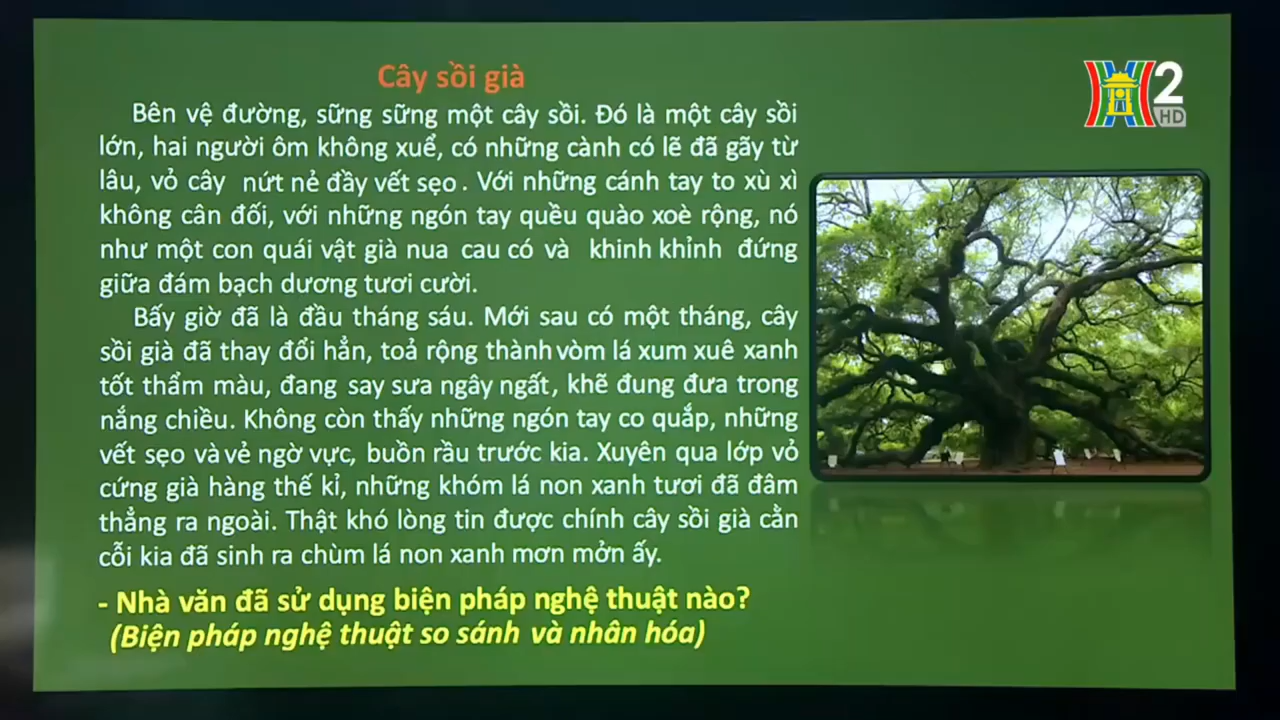 Cây sồi già
Bên vệ đường, sững sững một cây sồi. Đó là một cây sồi
lớn, hai người ôm không xuể, có những cành có lẽ đã gãy từ
lâu, vỏ cây nứt nẻ đầy vết sẹo. Với những cánh tay to xù xì
không cân đối, với những ngón tay quều quào xoè rộng, nó
như một con quái vật già nua cau có và khinh khỉnh đứng
giữa đám bạch dương tươi cười.
Bấy giờ đã là đầu tháng sáu. Mới sau có một tháng, cây
sồi già đã thay đổi hẳn, toả rộng thành vòm lá xum xuê xanh
tốt thẩm màu, đang say sưa ngây ngất, khẽ đung đưa trong
nắng chiều. Không còn thấy những ngón tay co quắp, những
vết sẹo và vẻ ngờ vực, buồn rầu trước kia. Xuyên qua lớp vỏ
cứng già hàng thế kỉ, những khóm lá non xanh tươi đã đâm
thẳng ra ngoài. Thật khó lòng tin được chính cây sồi già cằn
cỗi kia đã sinh ra chùm lá non xanh mơn mởn ấy.
- Nhà văn đã sử dụng biện pháp nghệ thuật nào?
(Biện pháp nghệ thuật so sánh và nhân hóa)
H2
HD